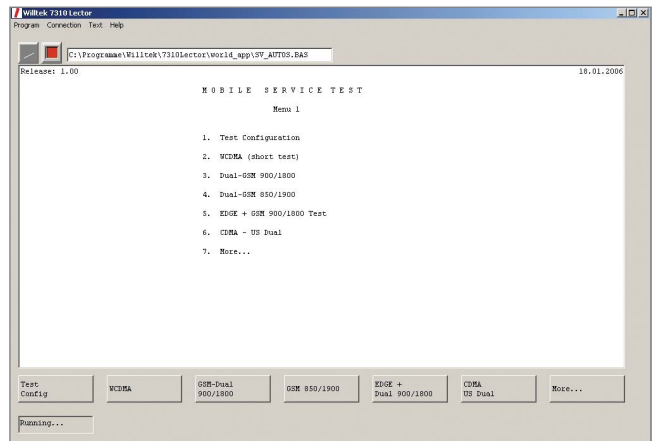 Willtek 7310 Lector
Program Connection Text Help
C:\Programme\Willtek\7310Lector\world_app\SV_AUTOS.BAS
Release: 1.00 18.01.2006
M O B I L E   S E R V I C E   T E S T
Menu 1
1. Test Configuration
2. WCDMA (short test)
3. Dual-GSM 900/1800
4. Dual-GSM 850/1900
5. EDGE + GSM 900/1800 Test
6. CDMA - US Dual
7. More...
Test Config
WCDMA
GSM-Dual 900/1800
GSM 850/1900
EDGE + Dual 900/1800
CDMA US Dual
More...
Running...